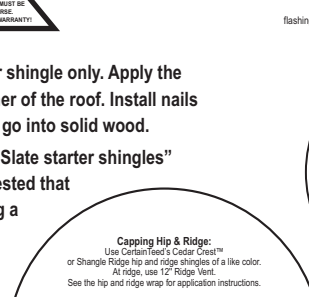 MUST BE
RSE.
WARRANTY!
flashin
shingle only. Apply the
er of the roof. Install nails
go into solid wood.
Slate starter shingles”
ested that
g a
Capping Hip & Ridge:
Use CertainTeed's Cedar Crest™
or Shangle Ridge hip and ridge shingles of a like color.
At ridge, use 12" Ridge Vent.
See the hip and ridge wrap for application instructions.